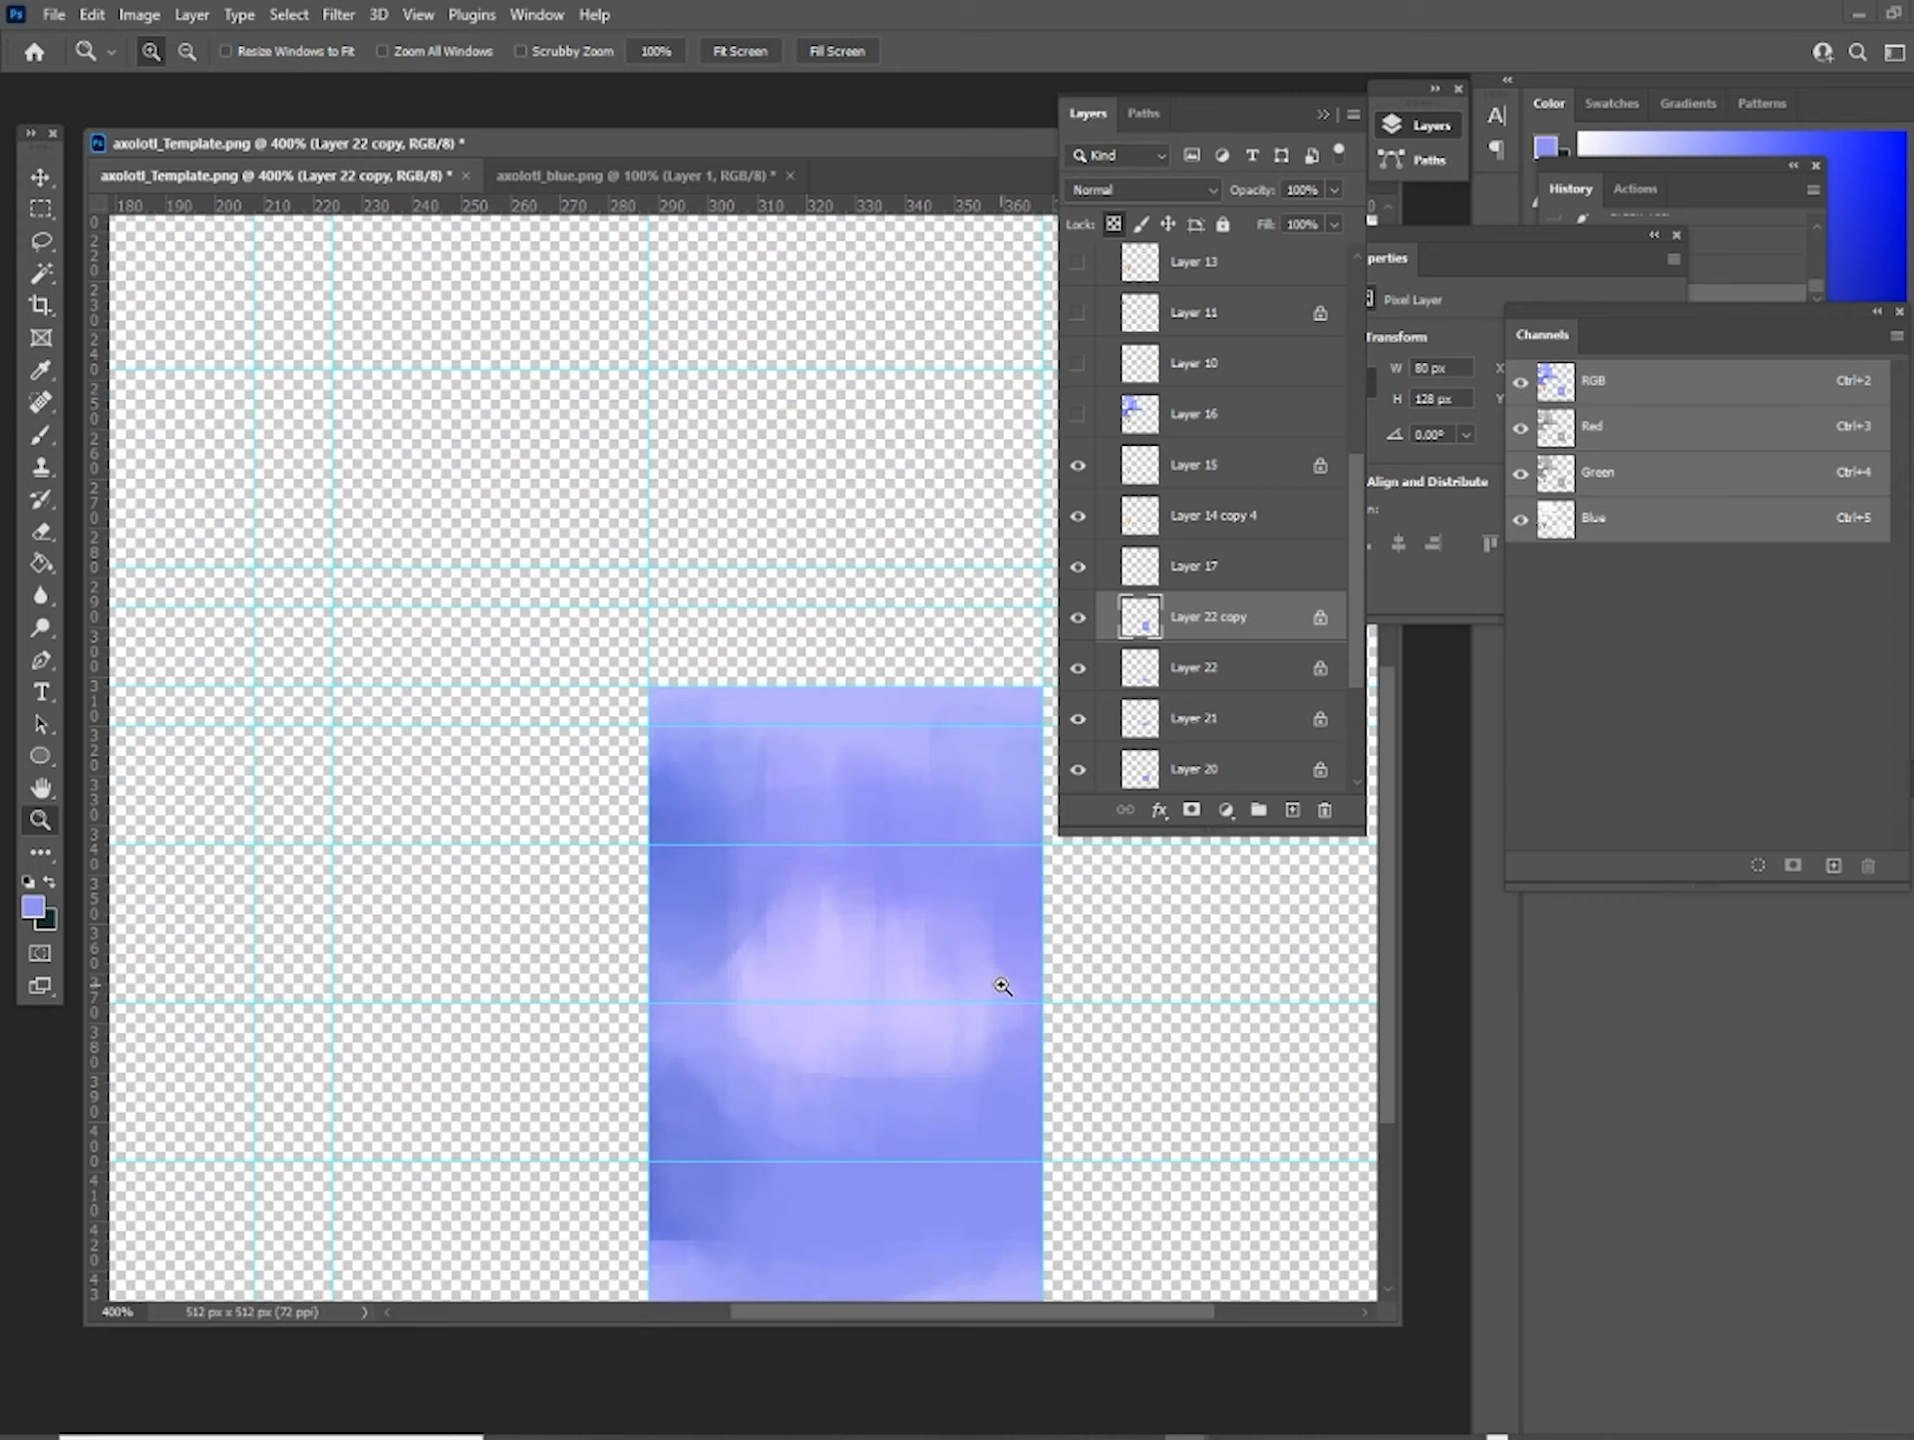 Ps File Edit Image Layer Type Select Filter 3D View Plugins Window Help
Resize Windows to Fit Zoom All Windows Scrubby Zoom 100% Fit Screen Fill Screen
axolotl_Template.png @ 400% (Layer 22 copy, RGB/8) *
axolotl_Template.png @ 400% (Layer 22 copy, RGB/8) * × axolotl_blue.png @ 100% (Layer 1, RGB/8) * ×
180 190 200 210 220 230 240 250 260 270 280 290 300 310 320 330 340 350 360
Layers Paths
Kind
Normal Opacity: 100%
Lock: Fill: 100%
Layer 13
Layer 11
Layer 10
Layer 16
Layer 15
Layer 14 copy 4
Layer 17
Layer 22 copy
Layer 22
Layer 21
Layer 20
Layers
Paths
Color Swatches Gradients Patterns
History Actions
perties
Pixel Layer
Transform
W 80 px X
H 128 px Y
0.00°
Align and Distribute
n:
Channels
RGB Ctrl+2
Red Ctrl+3
Green Ctrl+4
Blue Ctrl+5
400% 512 px x 512 px (72 ppi)